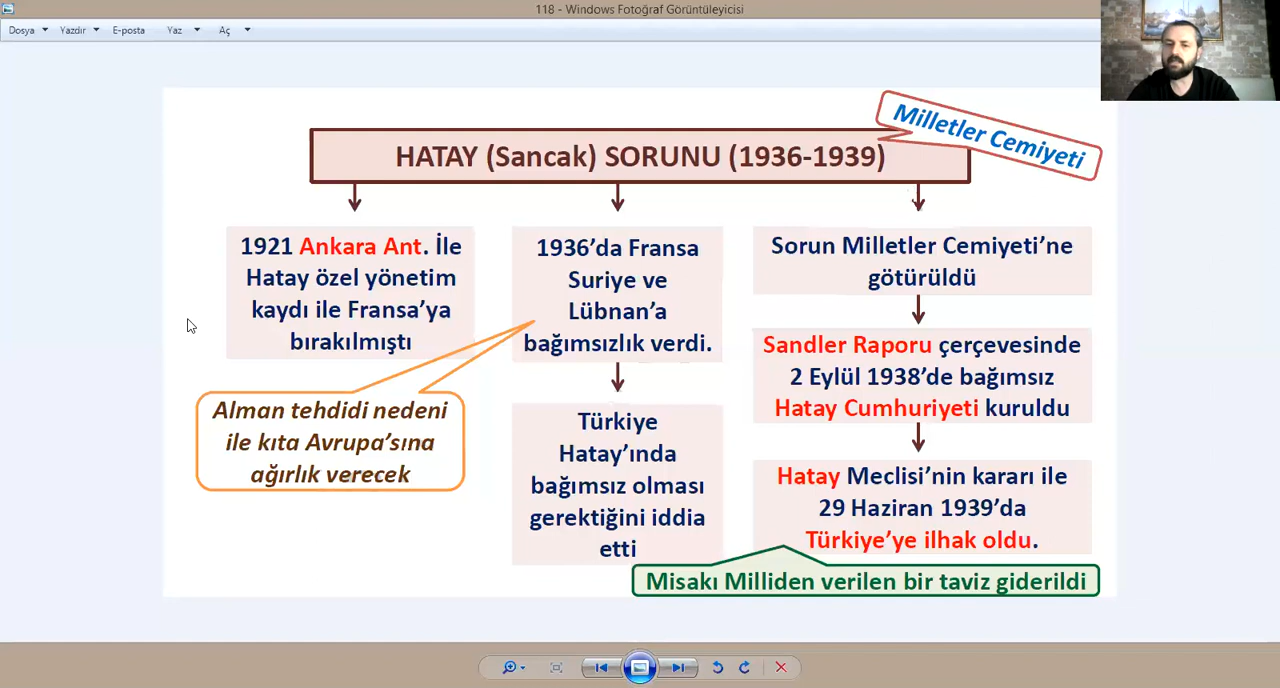 118 - Windows Fotoğraf Görüntüleyicisi
Dosya Yazdır E-posta Yaz Aç
Milletler Cemiyeti
HATAY (Sancak) SORUNU (1936-1939)
1921 Ankara Ant. İle
Hatay özel yönetim
kaydı ile Fransa’ya
bırakılmıştı
Alman tehdidi nedeni
ile kıta Avrupa’sına
ağırlık verecek
1936’da Fransa
Suriye ve
Lübnan’a
bağımsızlık verdi.
Türkiye
Hatay’ında
bağımsız olması
gerektiğini iddia
etti
Sorun Milletler Cemiyeti’ne
götürüldü
Sandler Raporu çerçevesinde
2 Eylül 1938’de bağımsız
Hatay Cumhuriyeti kuruldu
Hatay Meclisi’nin kararı ile
29 Haziran 1939’da
Türkiye’ye ilhak oldu.
Misakı Milliden verilen bir taviz giderildi